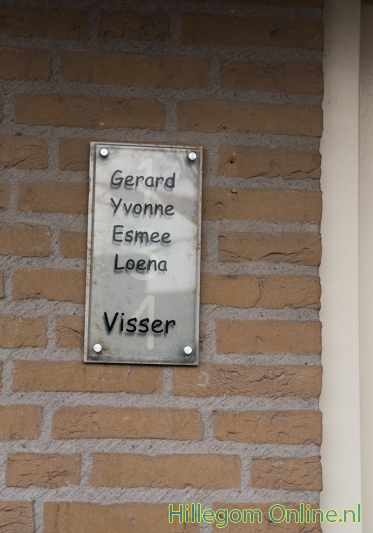 Gerard
Yvonne
Esmee
Loena
Visser
Hillegom Online.nl